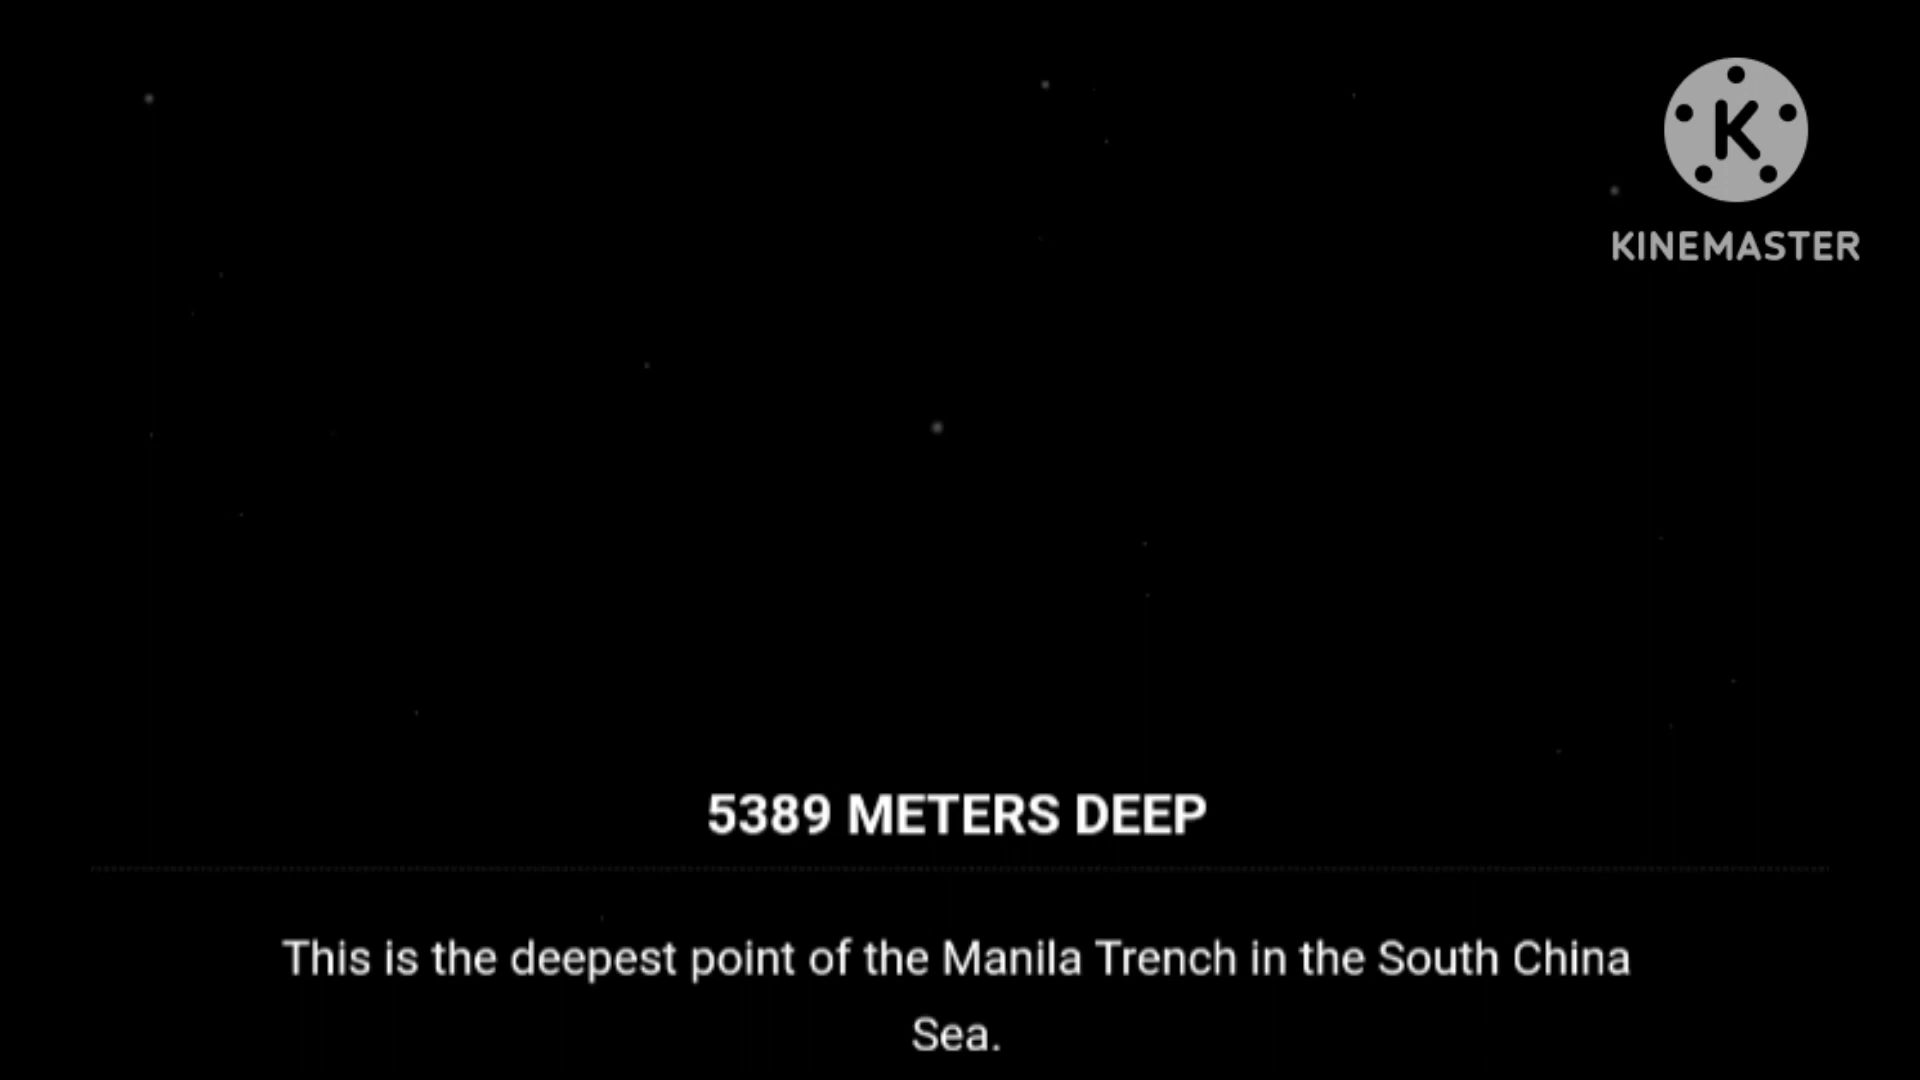 K
KINEMASTER
5389 METERS DEEP
This is the deepest point of the Manila Trench in the South China
Sea.